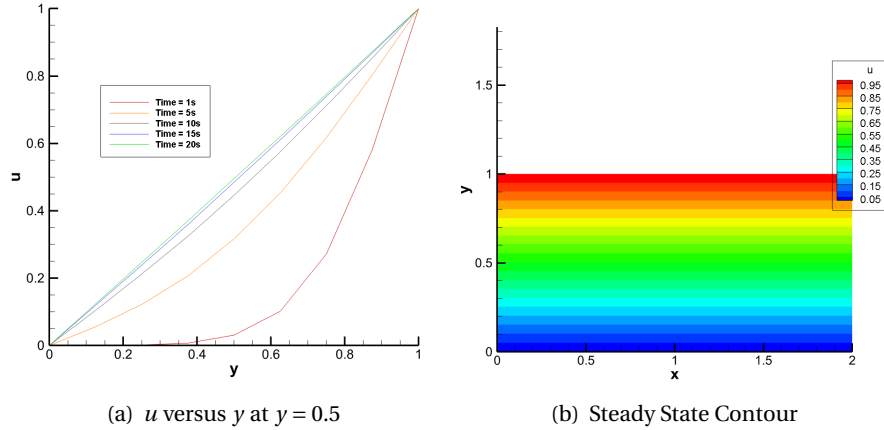 1
0.8
0.6
0.4
0.2
0
u
Time = 1s
Time = 5s
Time = 10s
Time = 15s
Time = 20s
0 0.2 0.4 0.6 0.8 1
y
(a) u versus y at y = 0.5
1.5
1
0.5
0
y
u
0.95
0.85
0.75
0.65
0.55
0.45
0.35
0.25
0.15
0.05
0 0.5 1 1.5 2
x
(b) Steady State Contour